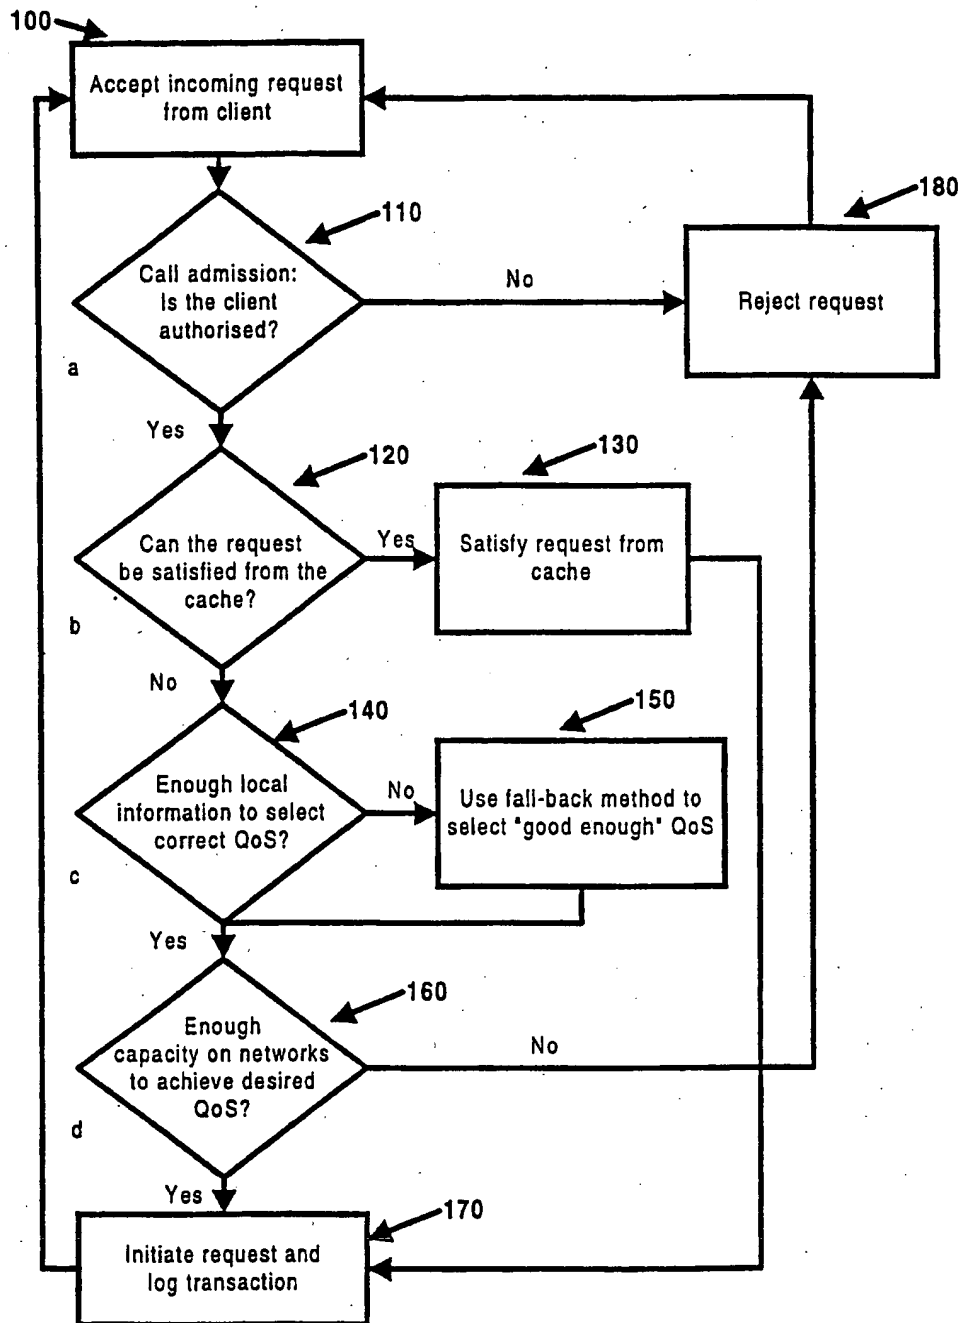 100
Accept incoming request
from client
110
180
Call admission:
Is the client
authorised?
No
Reject request
a
Yes
120
130
Can the request
be satisfied from the
cache?
Yes
Satisfy request from
cache
b
No
140
150
Enough local
information to select
correct QoS?
No
Use fall-back method to
select "good enough" QoS
c
Yes
160
Enough
capacity on networks
to achieve desired
QoS?
No
d
Yes
170
Initiate request and
log transaction